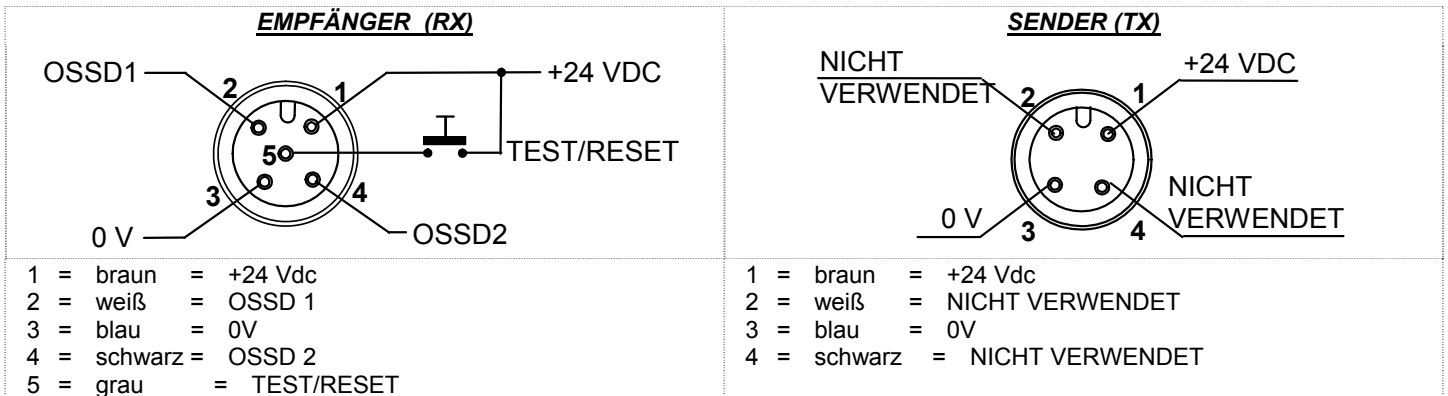 EMPFÄNGER (RX)
OSSD1
+24 VDC
2
1
5
TEST/RESET
3
4
0 V
OSSD2
1 = braun = +24 Vdc
2 = weiß = OSSD 1
3 = blau = 0V
4 = schwarz = OSSD 2
5 = grau = TEST/RESET
SENDER (TX)
NICHT
VERWENDET
+24 VDC
2
1
NICHT
VERWENDET
0 V
3
4
1 = braun = +24 Vdc
2 = weiß = NICHT VERWENDET
3 = blau = 0V
4 = schwarz = NICHT VERWENDET